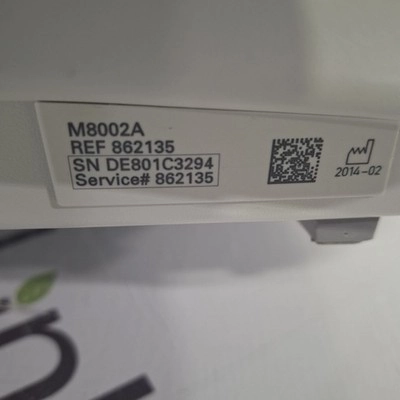 M8002A
REF 862135
SN DE801C3294
Service# 862135
2014-02